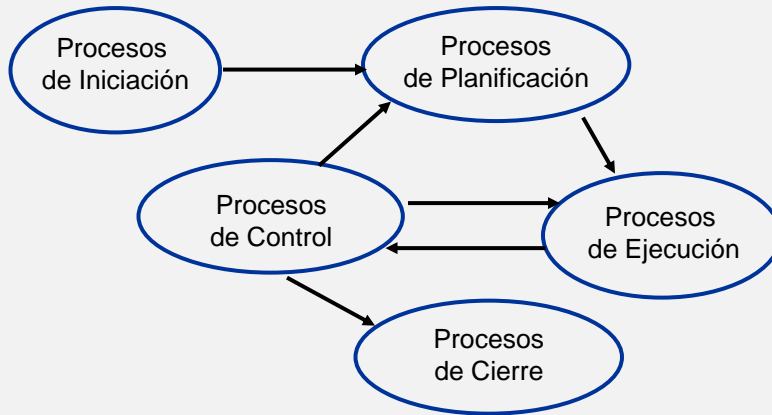 Procesos
de Iniciación
Procesos
de Planificación
Procesos
de Control
Procesos
de Ejecución
Procesos
de Cierre